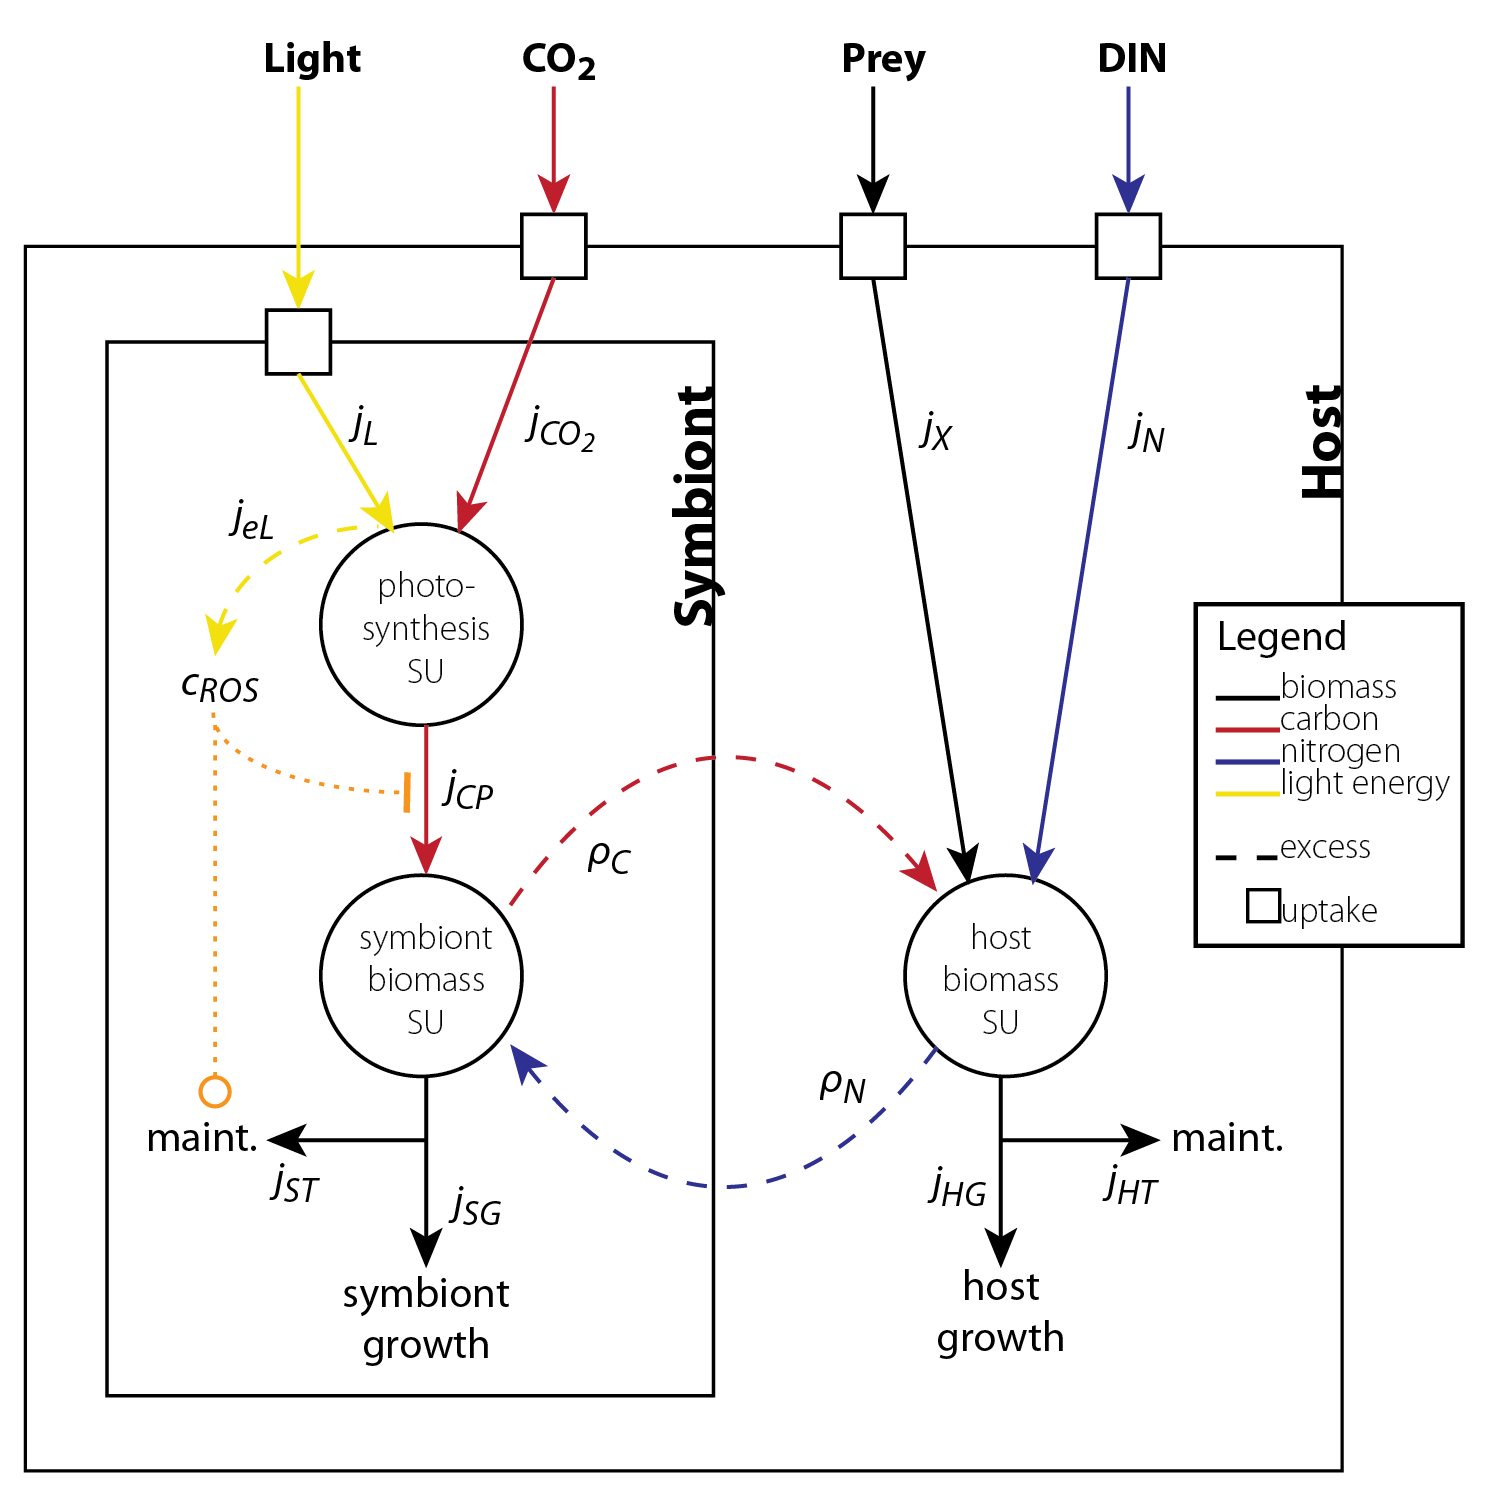 Light
CO2
Prey
DIN
jL
jCO2
jX
jN
Symbiont
Host
jeL
photo-
synthesis
SU
cROS
jCP
ρC
symbiont
biomass
SU
host
biomass
SU
ρN
maint.
jST
jSG
symbiont
growth
jHG
maint.
jHT
host
growth
Legend
biomass
carbon
nitrogen
light energy
excess
uptake